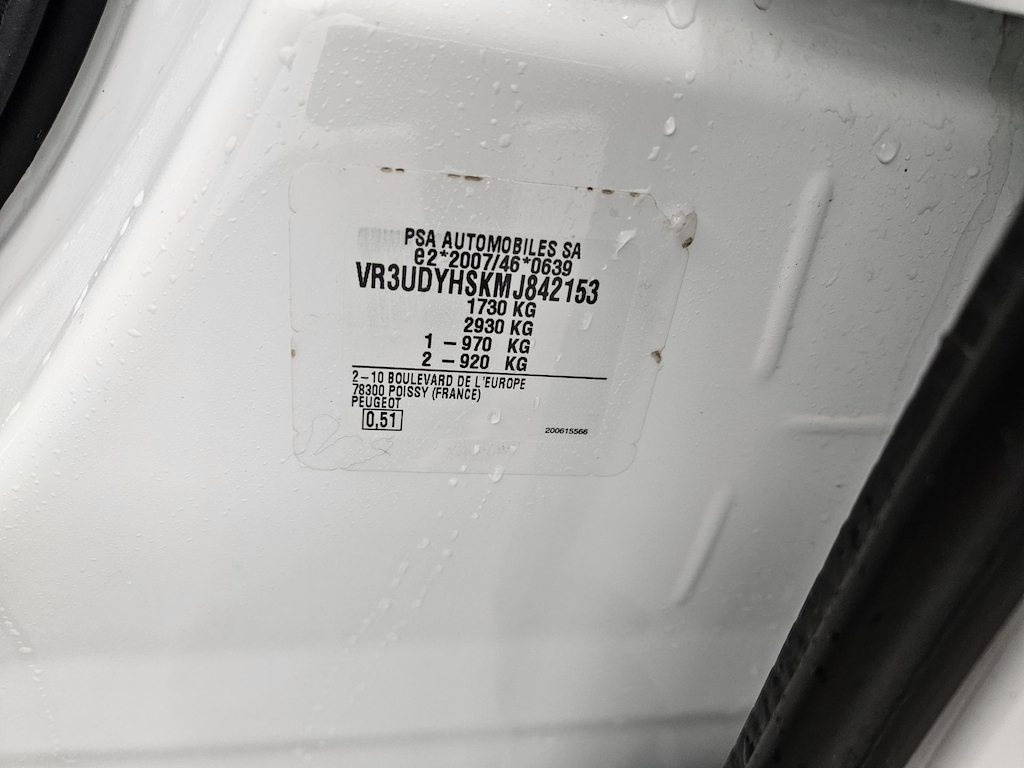 PSA AUTOMOBILES SA
e2*2007/46*0639
VR3UDYHSKMJ842153
1730 KG
2930 KG
1 – 970 KG
2 – 920 KG
2 – 10 BOULEVARD DE L'EUROPE
78300 POISSY (FRANCE)
PEUGEOT
0,51
200615566